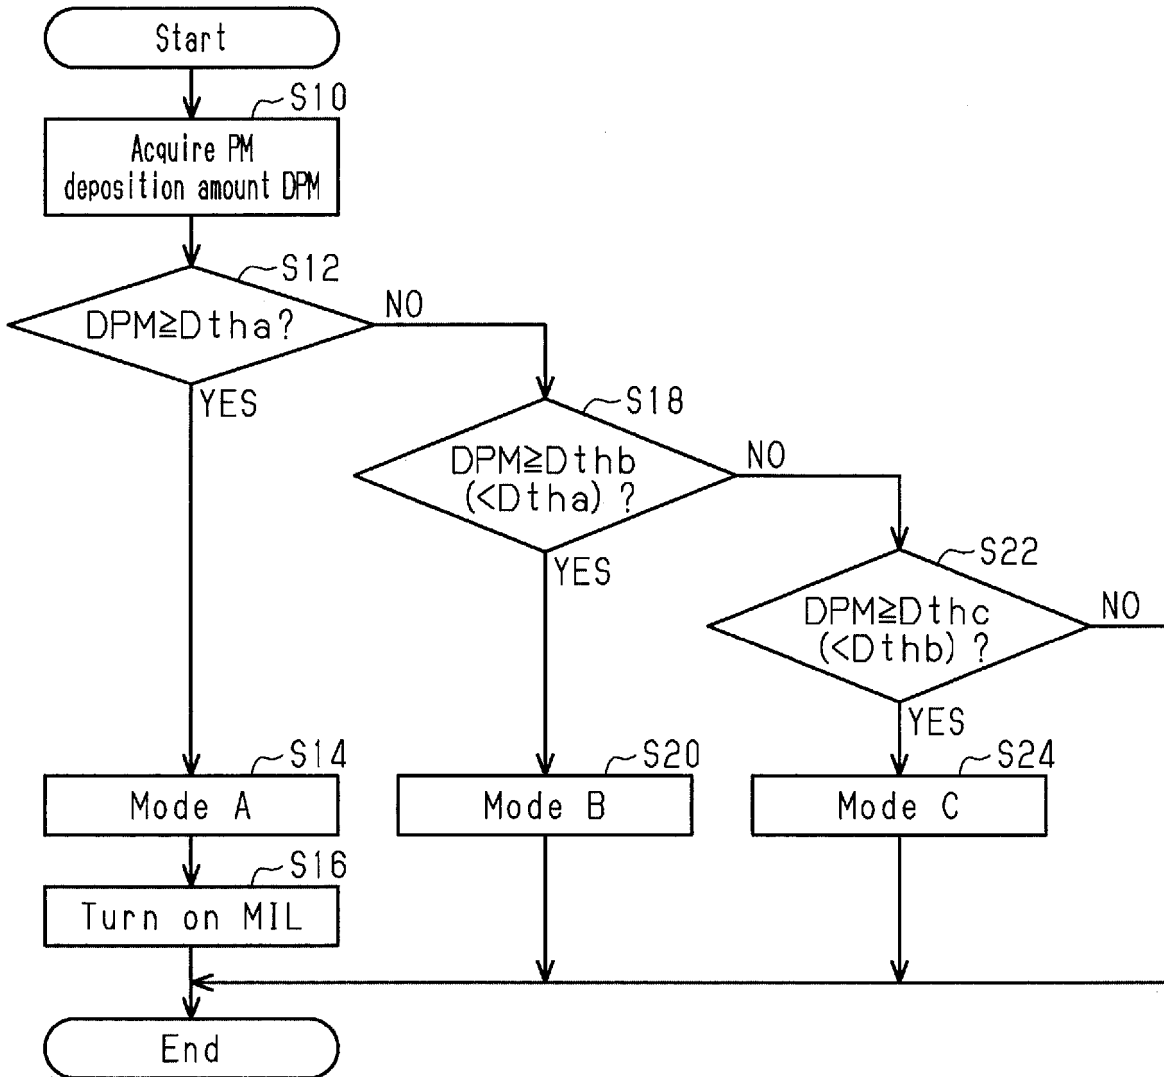 Start
S10
Acquire PM
deposition amount DPM
S12
DPM≧Dtha?
NO
YES
S18
DPM≧Dthb
(<Dtha) ?
NO
YES
S22
DPM≧Dthc
(<Dthb) ?
NO
YES
S14
Mode A
S20
Mode B
S24
Mode C
S16
Turn on MIL
End